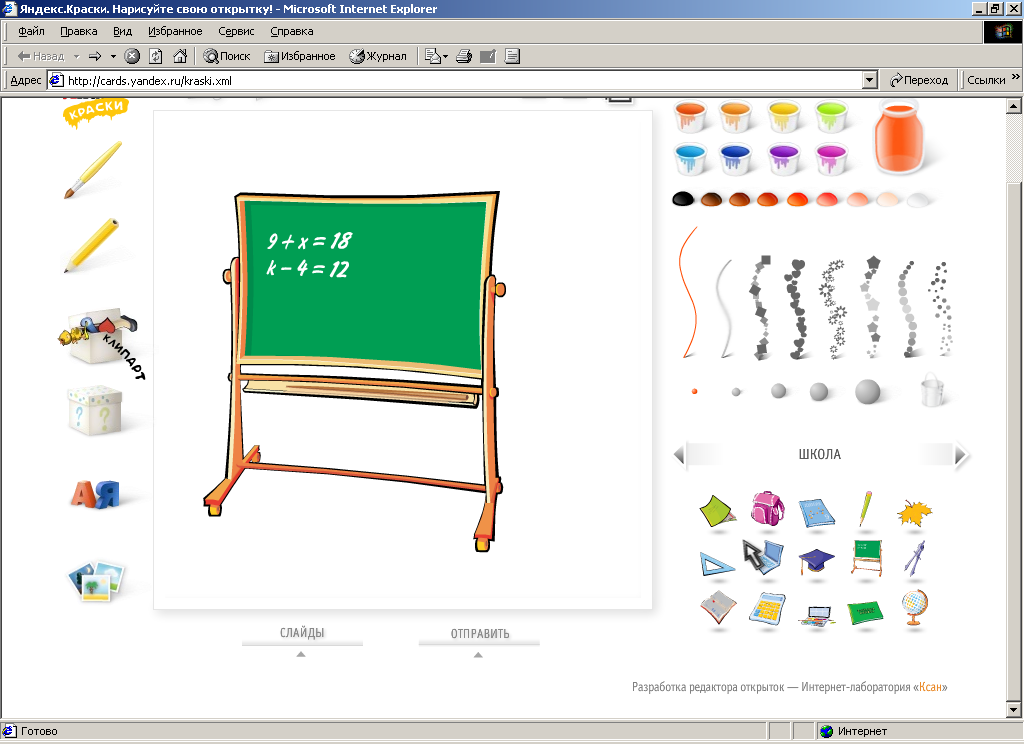 Яндекс.Краски. Нарисуйте свою открытку! - Microsoft Internet Explorer
Файл Правка Вид Избранное Сервис Справка
Назад Поиск Избранное Журнал
Адрес http://cards.yandex.ru/kraski.xml Переход Ссылки »
КРАСКИ
9 + x = 18
k - 4 = 12
КЛИПАРТ
? ?
АЯ
ШКОЛА
СЛАЙДЫ ОТПРАВИТЬ
Разработка редактора открыток — Интернет-лаборатория «Ксан»
Готово Интернет